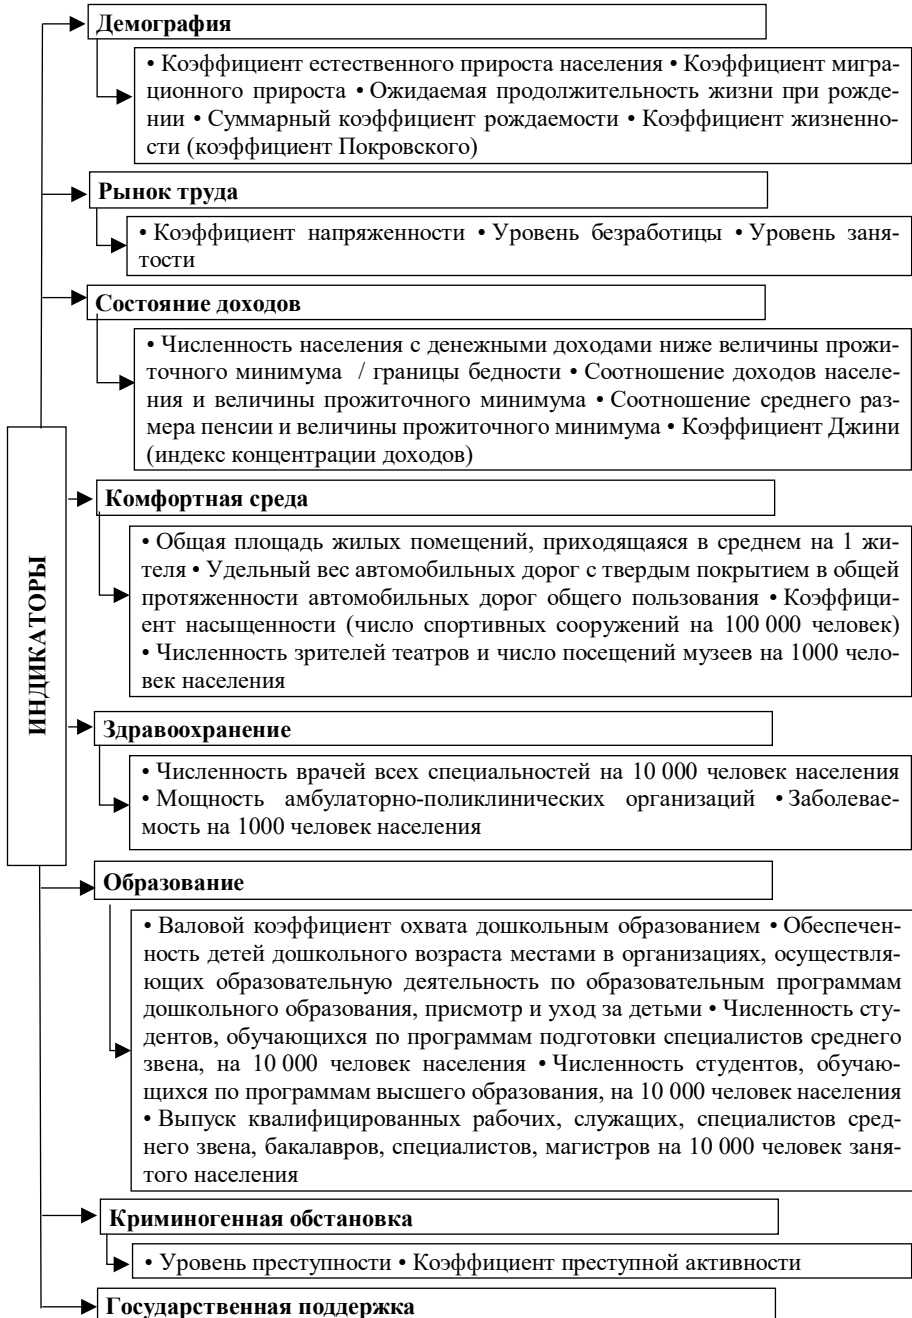 Демография
• Коэффициент естественного прироста населения • Коэффициент мигра-
ционного прироста • Ожидаемая продолжительность жизни при рожде-
нии • Суммарный коэффициент рождаемости • Коэффициент жизненно-
сти (коэффициент Покровского)
Рынок труда
• Коэффициент напряженности • Уровень безработицы • Уровень заня-
тости
Состояние доходов
• Численность населения с денежными доходами ниже величины прожи-
точного минимума / границы бедности • Соотношение доходов населе-
ния и величины прожиточного минимума • Соотношение среднего раз-
мера пенсии и величины прожиточного минимума • Коэффициент Джини
(индекс концентрации доходов)
ИНДИКАТОРЫ
Комфортная среда
• Общая площадь жилых помещений, приходящаяся в среднем на 1 жи-
теля • Удельный вес автомобильных дорог с твердым покрытием в общей
протяженности автомобильных дорог общего пользования • Коэффици-
ент насыщенности (число спортивных сооружений на 100 000 человек)
• Численность зрителей театров и число посещений музеев на 1000 чело-
век населения
Здравоохранение
• Численность врачей всех специальностей на 10 000 человек населения
• Мощность амбулаторно-поликлинических организаций • Заболевае-
мость на 1000 человек населения
Образование
• Валовой коэффициент охвата дошкольным образованием • Обеспечен-
ность детей дошкольного возраста местами в организациях, осуществля-
ющих образовательную деятельность по образовательным программам
дошкольного образования, присмотр и уход за детьми • Численность сту-
дентов, обучающихся по программам подготовки специалистов среднего
звена, на 10 000 человек населения • Численность студентов, обучаю-
щихся по программам высшего образования, на 10 000 человек населения
• Выпуск квалифицированных рабочих, служащих, специалистов сред-
него звена, бакалавров, специалистов, магистров на 10 000 человек заня-
того населения
Криминогенная обстановка
• Уровень преступности • Коэффициент преступной активности
Государственная поддержка